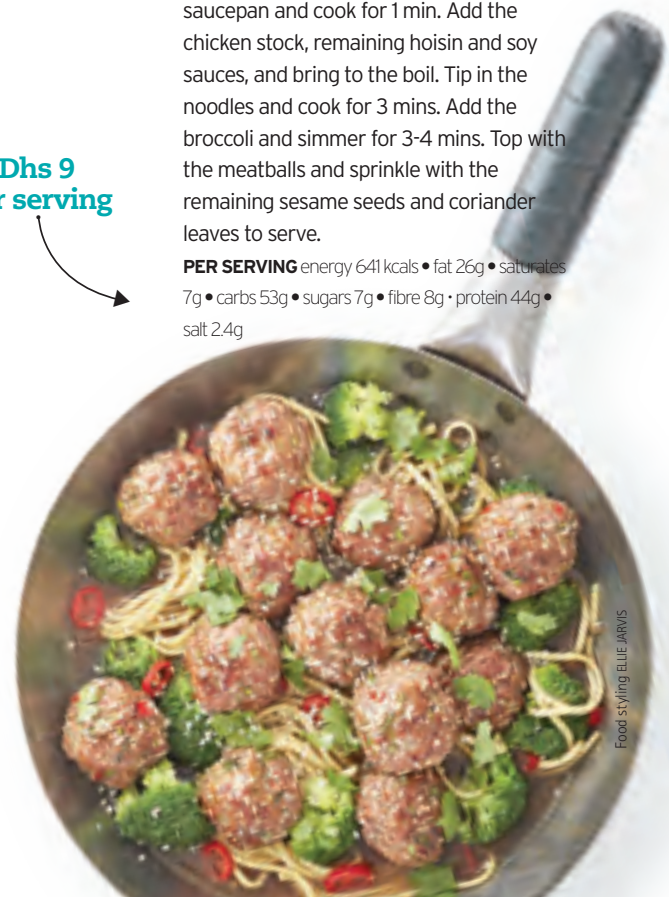 saucepan and cook for 1 min. Add the
chicken stock, remaining hoisin and soy
sauces, and bring to the boil. Tip in the
noodles and cook for 3 mins. Add the
broccoli and simmer for 3-4 mins. Top with
the meatballs and sprinkle with the
remaining sesame seeds and coriander
leaves to serve.
PER SERVING energy 641 kcals • fat 26g • saturates
7g • carbs 53g • sugars 7g • fibre 8g · protein 44g •
salt 2.4g
Dhs 9
r serving
Food styling ELLIE JARVIS